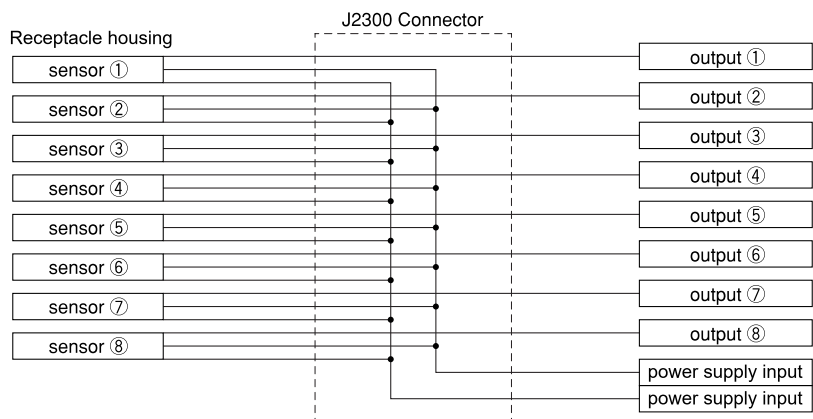 J2300 Connector
Receptacle housing
sensor ①
output ①
sensor ②
output ②
sensor ③
output ③
sensor ④
output ④
sensor ⑤
output ⑤
sensor ⑥
output ⑥
sensor ⑦
output ⑦
sensor ⑧
output ⑧
power supply input
power supply input